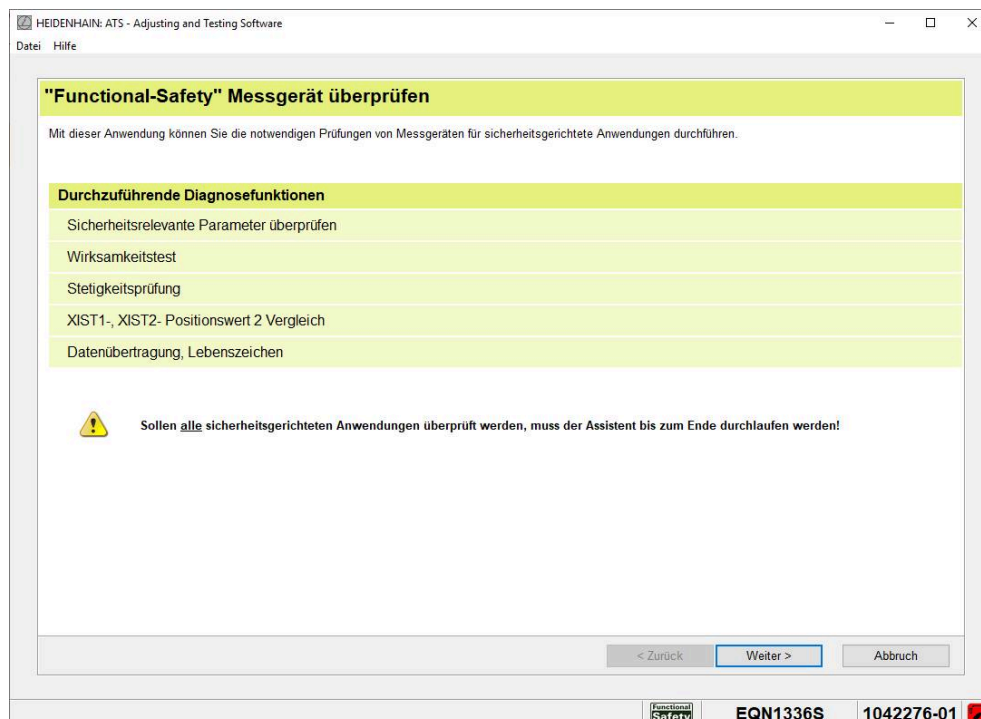 HEIDENHAIN: ATS - Adjusting and Testing Software
Datei Hilfe
"Functional-Safety" Messgerät überprüfen
Mit dieser Anwendung können Sie die notwendigen Prüfungen von Messgeräten für sicherheitsgerichtete Anwendungen durchführen.
Durchzuführende Diagnosefunktionen
Sicherheitsrelevante Parameter überprüfen
Wirksamkeitstest
Stetigkeitsprüfung
XIST1-, XIST2- Positionswert 2 Vergleich
Datenübertragung, Lebenszeichen
Sollen alle sicherheitsgerichteten Anwendungen überprüft werden, muss der Assistent bis zum Ende durchlaufen werden!
< Zurück Weiter > Abbruch
Functional
Safety EQN1336S 1042276-01